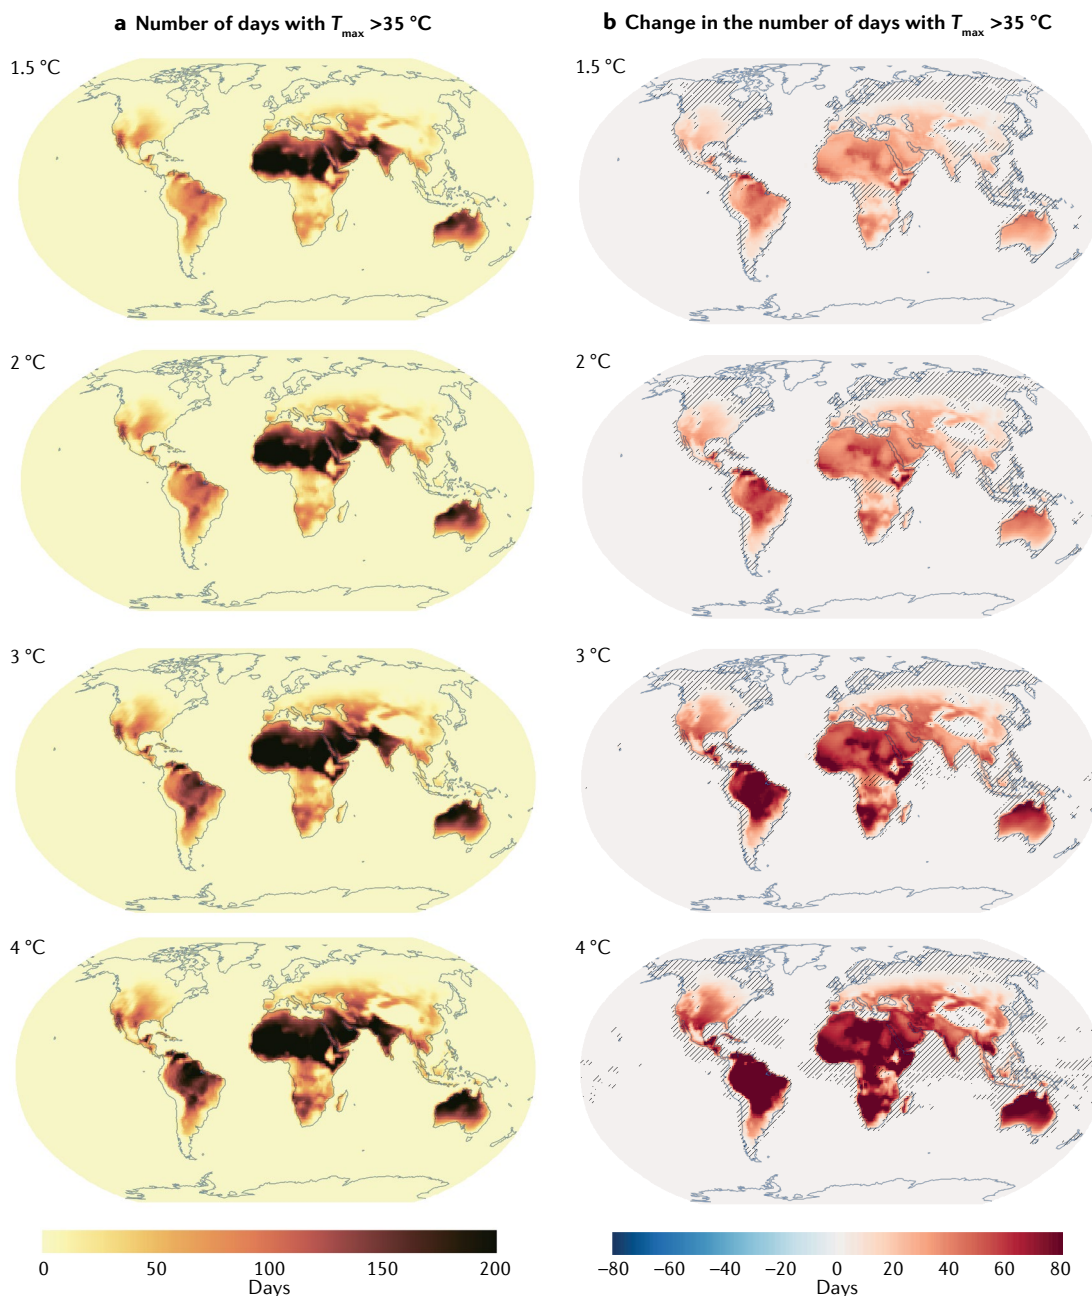 a Number of days with Tmax >35 °C
b Change in the number of days with Tmax >35 °C
1.5 °C
1.5 °C
2 °C
2 °C
3 °C
3 °C
4 °C
4 °C
0 50 100 150 200
Days
−80 −60 −40 −20 0 20 40 60 80
Days